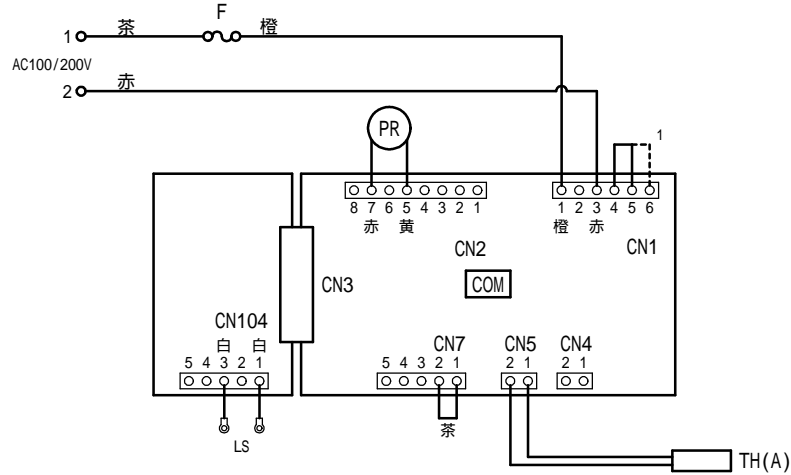 F
1 茶 橙
AC100/200V
2 赤
PR
1
8 7 6 5 4 3 2 1
1 2 3 4 5 6
赤 黄
橙 赤
CN2
CN1
CN3
COM
CN104
白 白
CN7
CN5
CN4
5 4 3 2 1
5 4 3 2 1
2 1
2 1
LS
茶
TH(A)